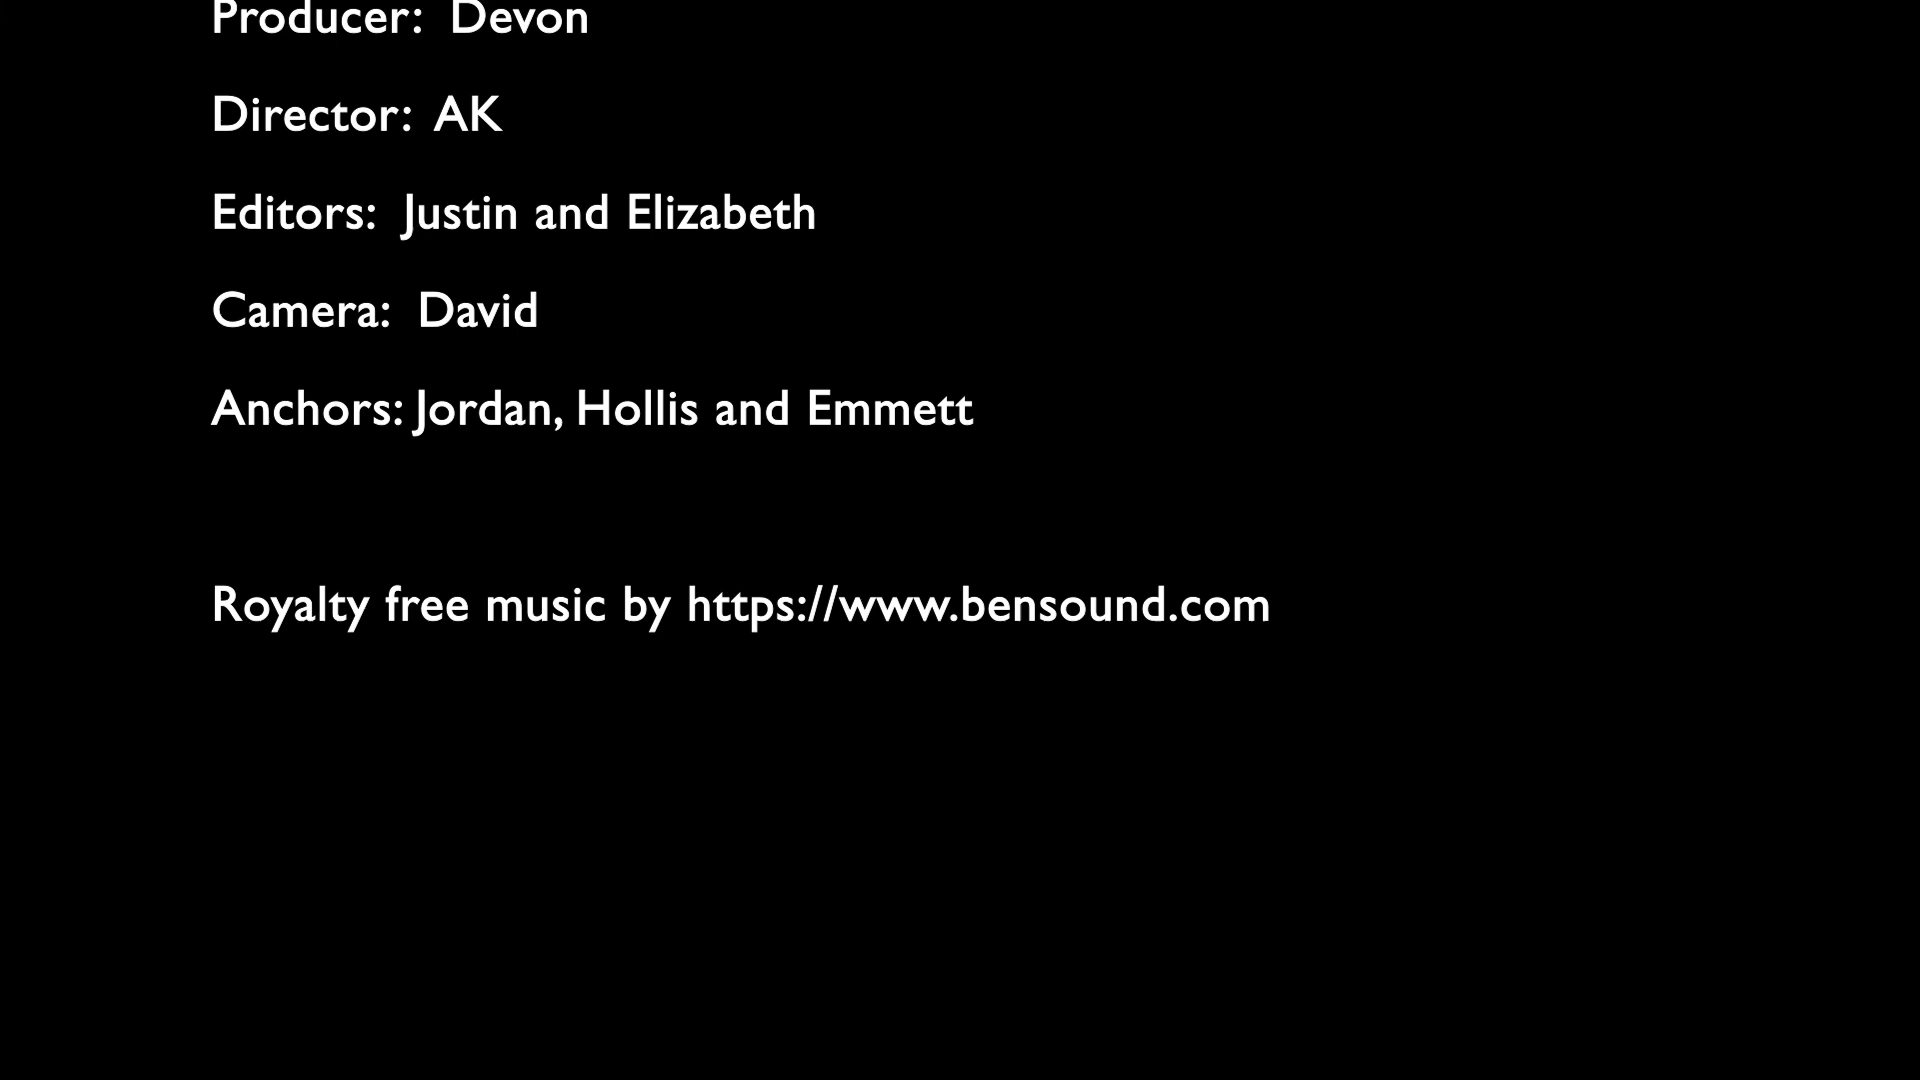 Producer:  Devon
Director:  AK
Editors:  Justin and Elizabeth
Camera:  David
Anchors: Jordan, Hollis and Emmett
Royalty free music by https://www.bensound.com